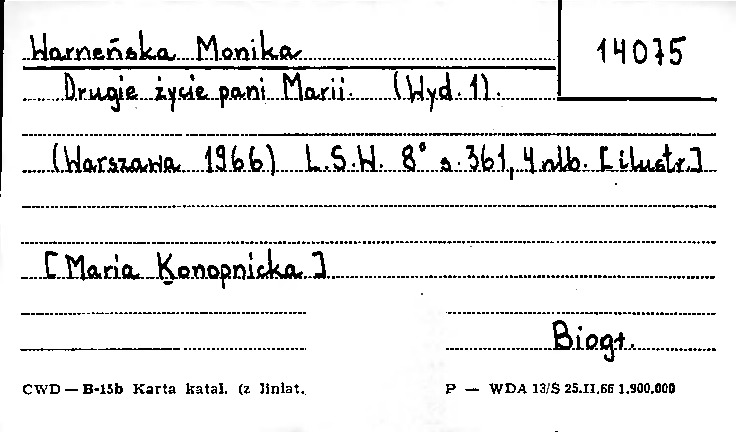 Warneńska Monika
14075
Drugie życie pani Marii. (Wyd. 1).
(Warszawa 1966) L.S.W. 8° s. 361, 4 nlb. [ilustr.]
[Maria Konopnicka]
Biogr.
CWD — B-15b Karta katal. (z liniat.
P — WDA 13/S 25.II.66 1.900.000